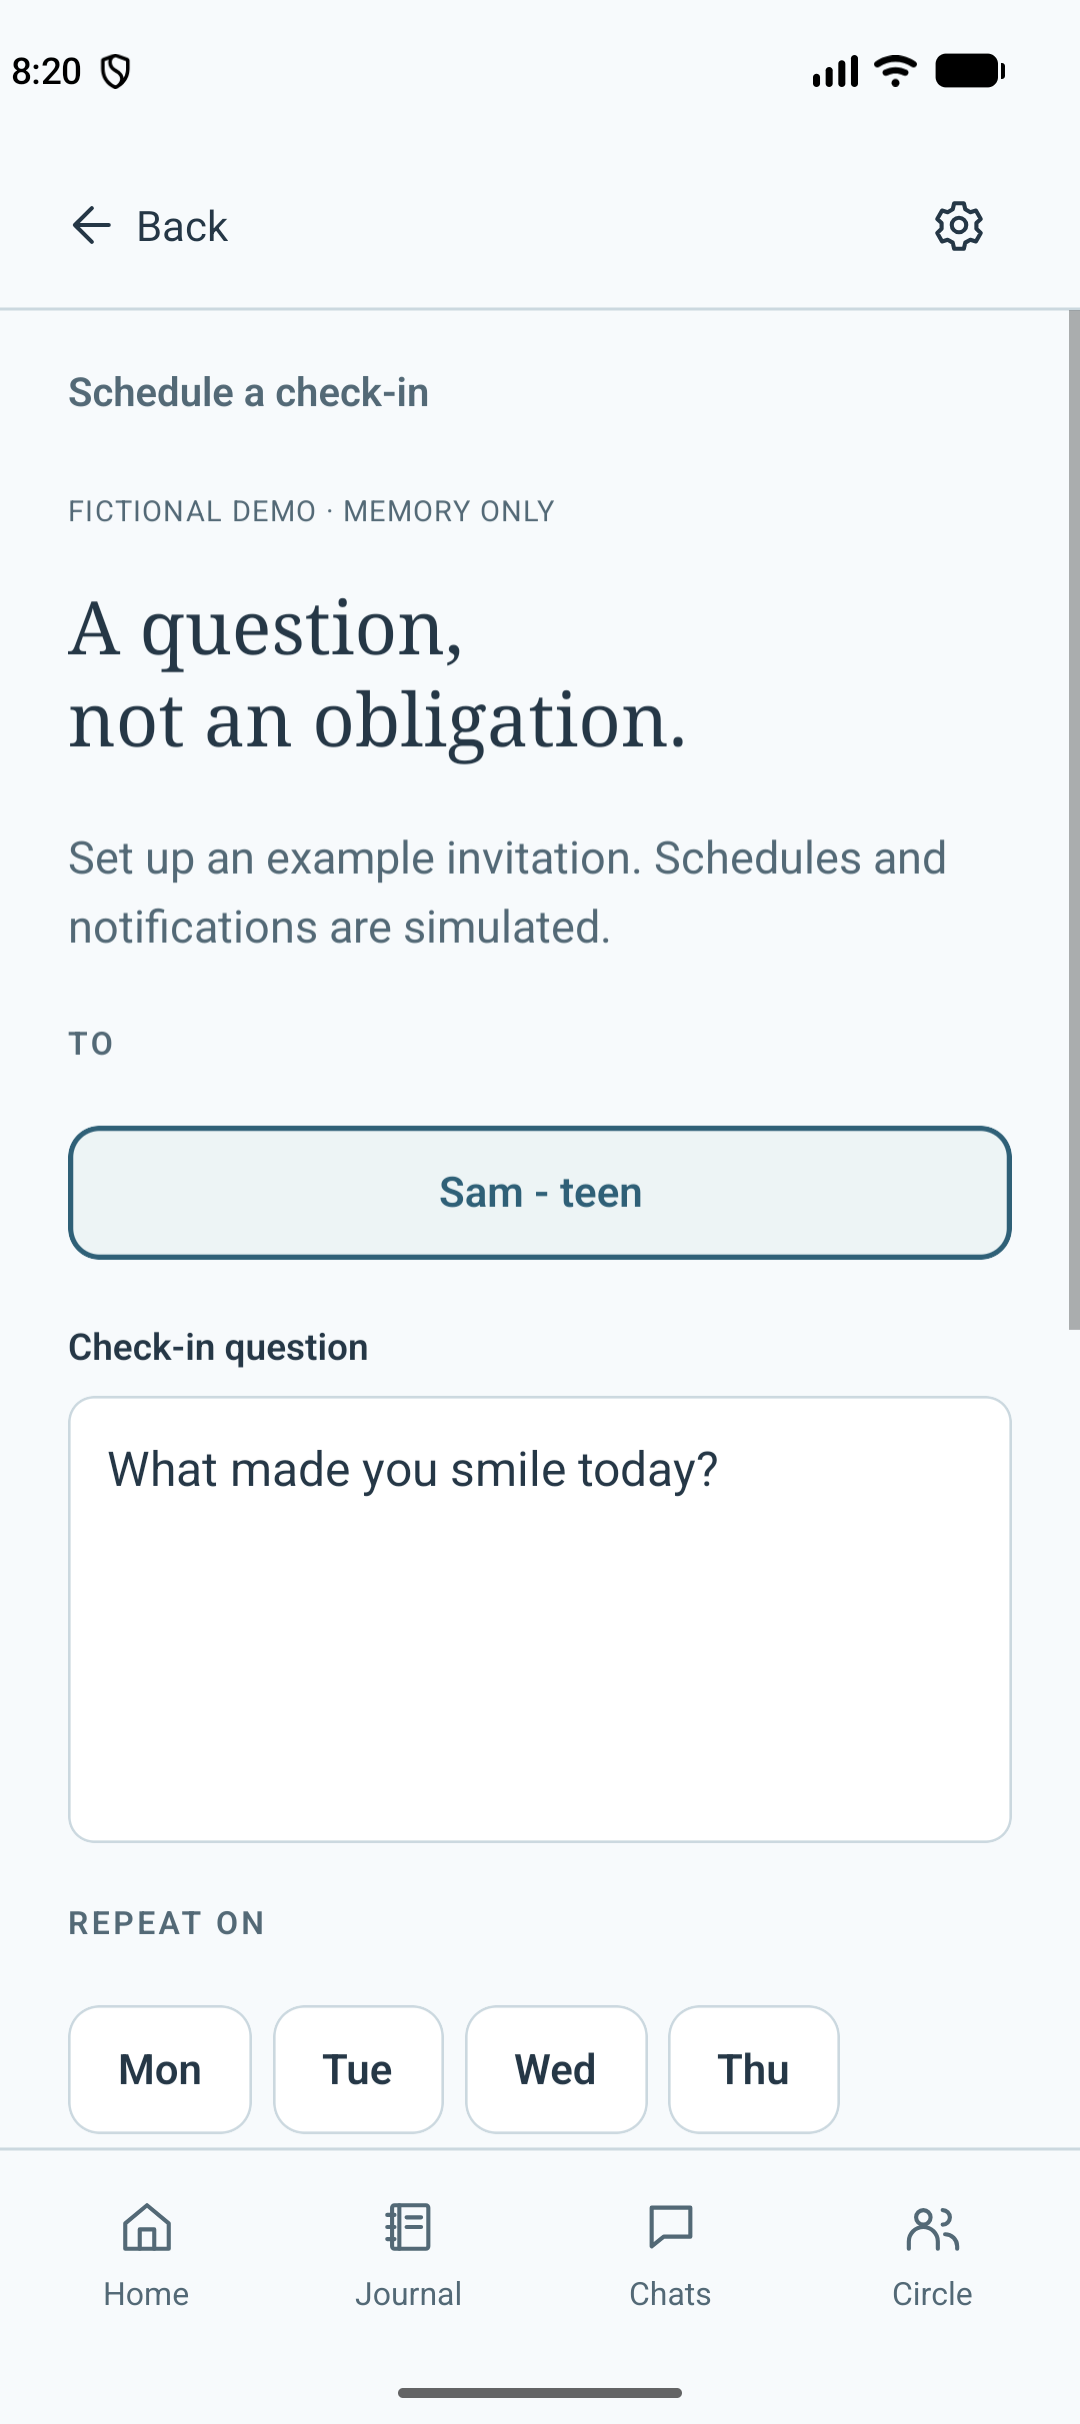 8:20
Back
Schedule a check-in
FICTIONAL DEMO · MEMORY ONLY
A question,
not an obligation.
Set up an example invitation. Schedules and
notifications are simulated.
TO
Sam - teen
Check-in question
What made you smile today?
REPEAT ON
Mon Tue Wed Thu
Home Journal Chats Circle